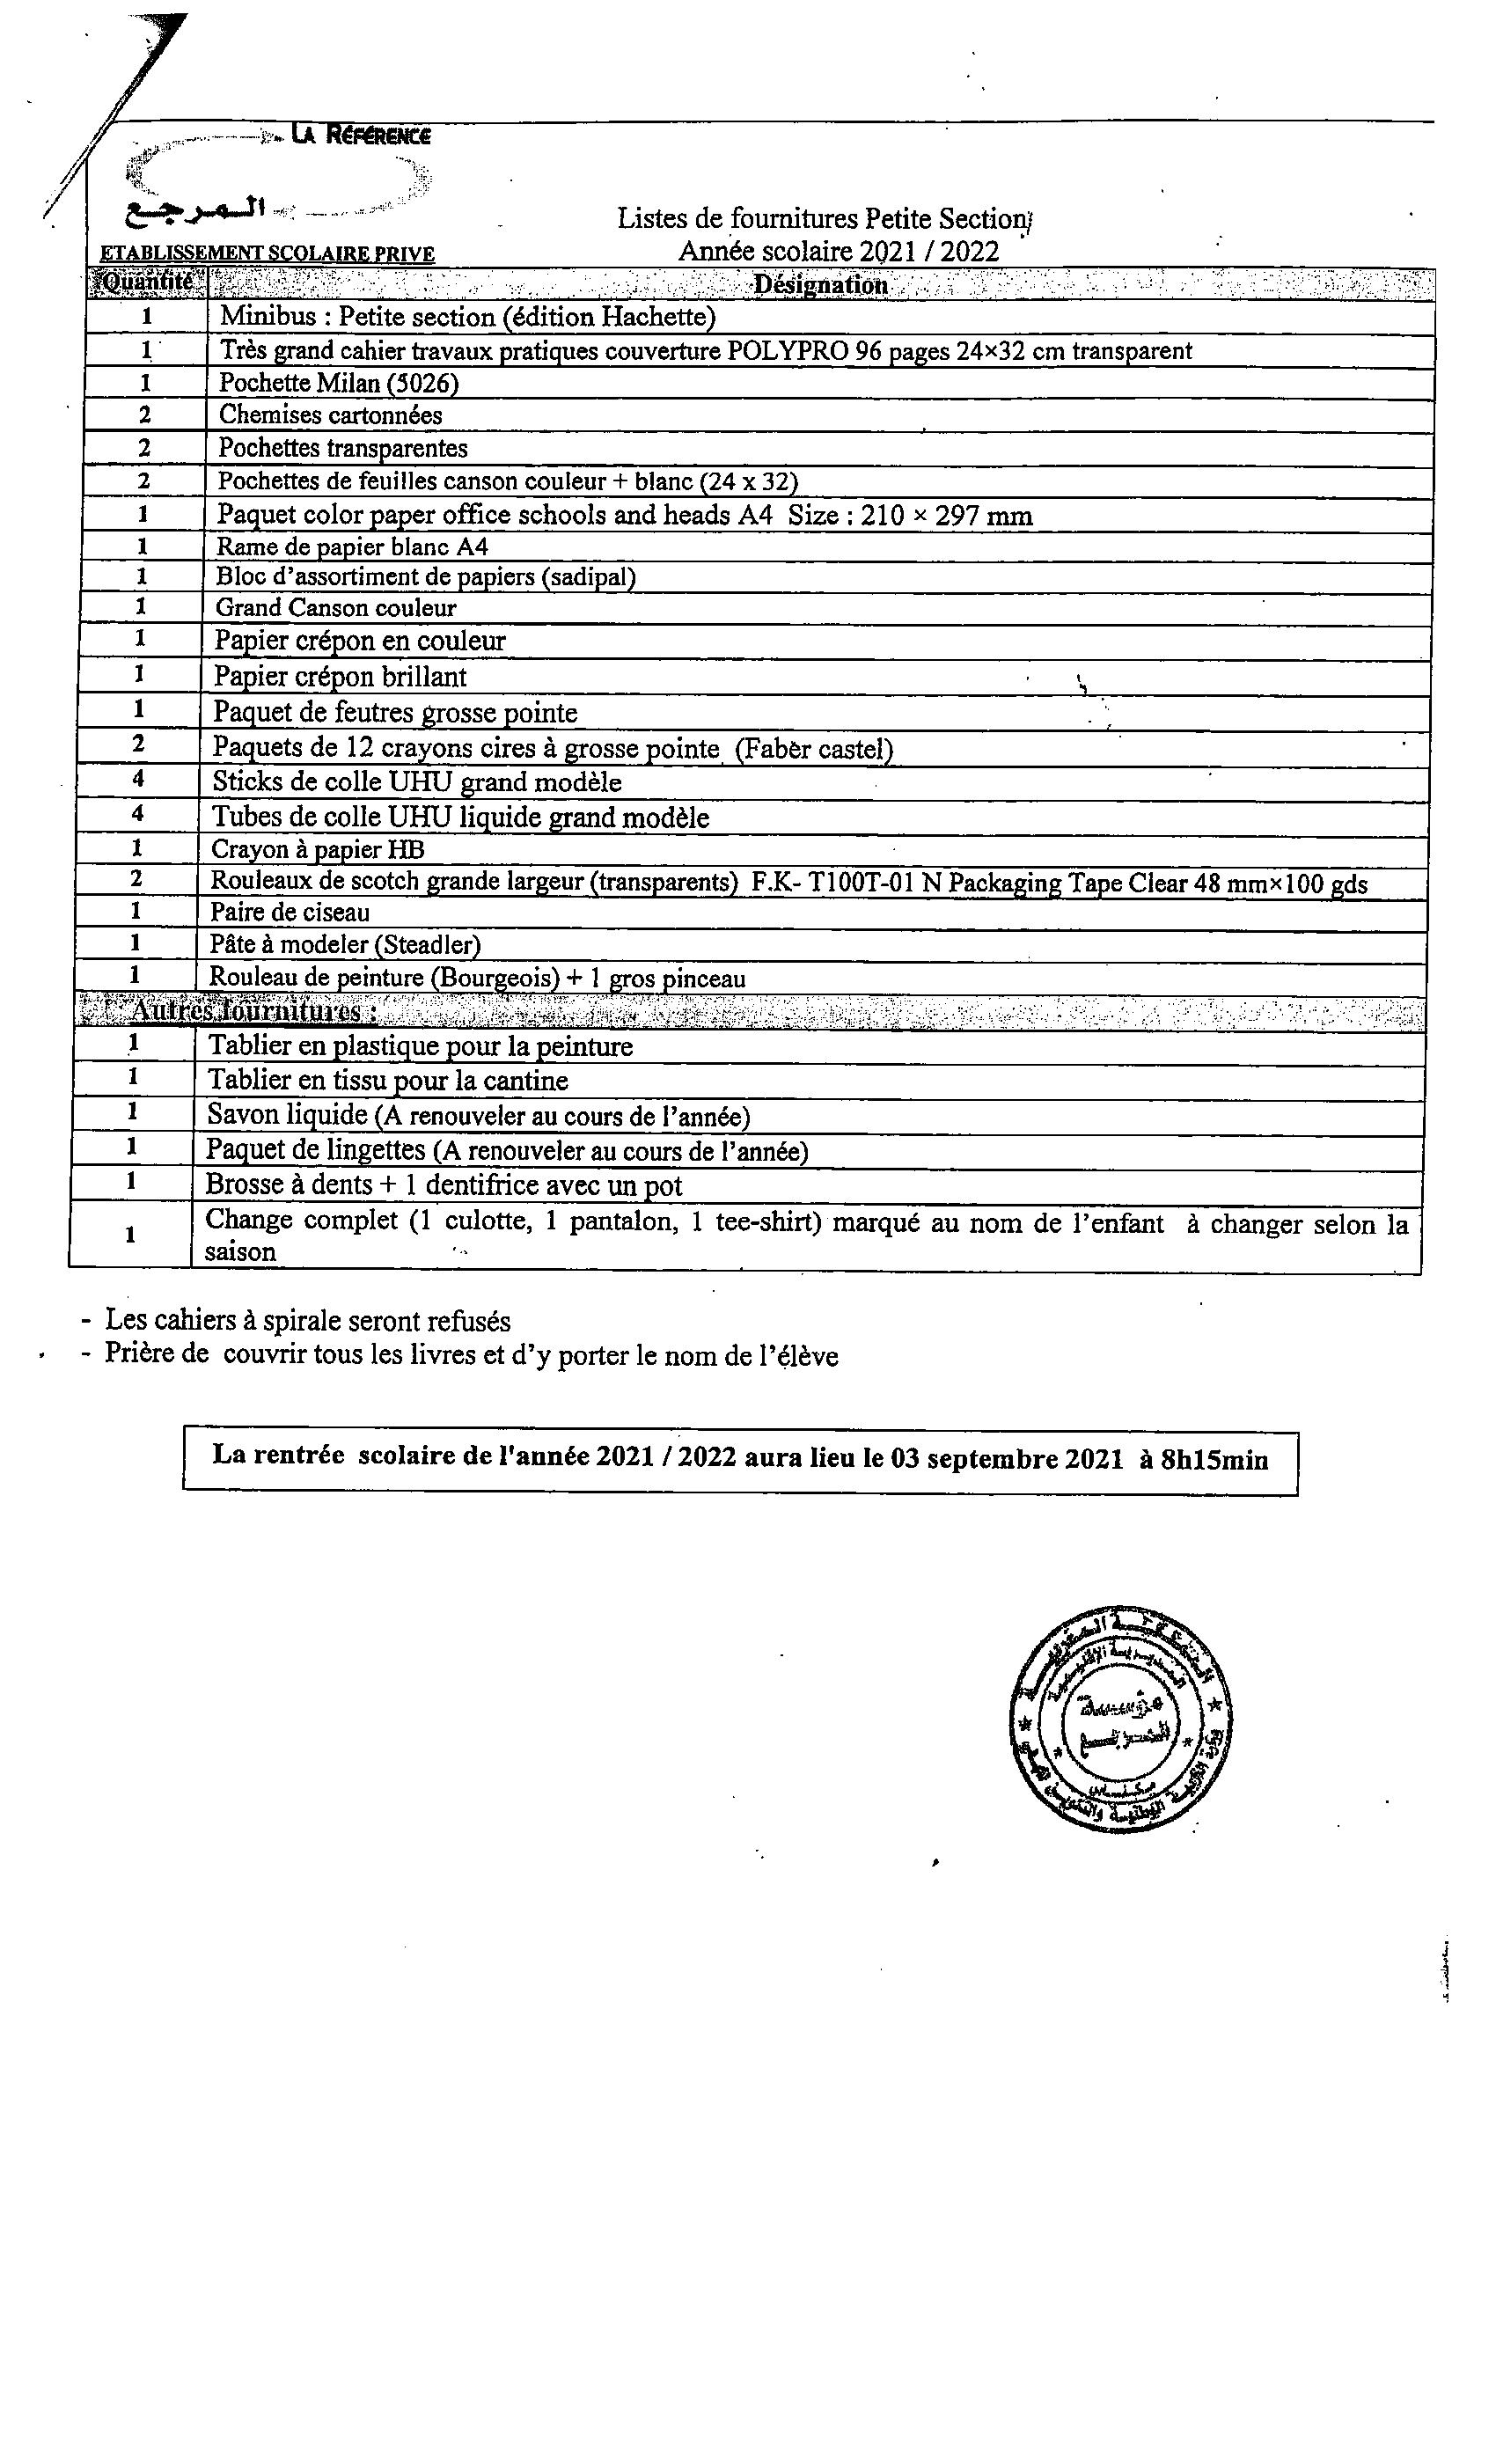 LA RÉFÉRENCE
المرجع
ETABLISSEMENT SCOLAIRE PRIVE
Listes de fournitures Petite Section
Année scolaire 2021 / 2022
Quantité Désignation
1 Minibus : Petite section (édition Hachette)
1 Très grand cahier travaux pratiques couverture POLYPRO 96 pages 24×32 cm transparent
1 Pochette Milan (5026)
2 Chemises cartonnées
2 Pochettes transparentes
2 Pochettes de feuilles canson couleur + blanc (24 x 32)
1 Paquet color paper office schools and heads A4 Size : 210 × 297 mm
1 Rame de papier blanc A4
1 Bloc d'assortiment de papiers (sadipal)
1 Grand Canson couleur
1 Papier crépon en couleur
1 Papier crépon brillant
1 Paquet de feutres grosse pointe
2 Paquets de 12 crayons cires à grosse pointe (Faber castel)
4 Sticks de colle UHU grand modèle
4 Tubes de colle UHU liquide grand modèle
1 Crayon à papier HB
2 Rouleaux de scotch grande largeur (transparents) F.K- T100T-01 N Packaging Tape Clear 48 mm×100 gds
1 Paire de ciseau
1 Pâte à modeler (Steadler)
1 Rouleau de peinture (Bourgeois) + 1 gros pinceau
Autres fournitures :
1 Tablier en plastique pour la peinture
1 Tablier en tissu pour la cantine
1 Savon liquide (A renouveler au cours de l'année)
1 Paquet de lingettes (A renouveler au cours de l'année)
1 Brosse à dents + 1 dentifrice avec un pot
1 Change complet (1 culotte, 1 pantalon, 1 tee-shirt) marqué au nom de l'enfant à changer selon la
saison
- Les cahiers à spirale seront refusés
- Prière de couvrir tous les livres et d'y porter le nom de l'élève
La rentrée scolaire de l'année 2021 / 2022 aura lieu le 03 septembre 2021 à 8h15min
المملكة المغربية
المديرية الإقليمية
مؤسسة
المرجع
مكناس